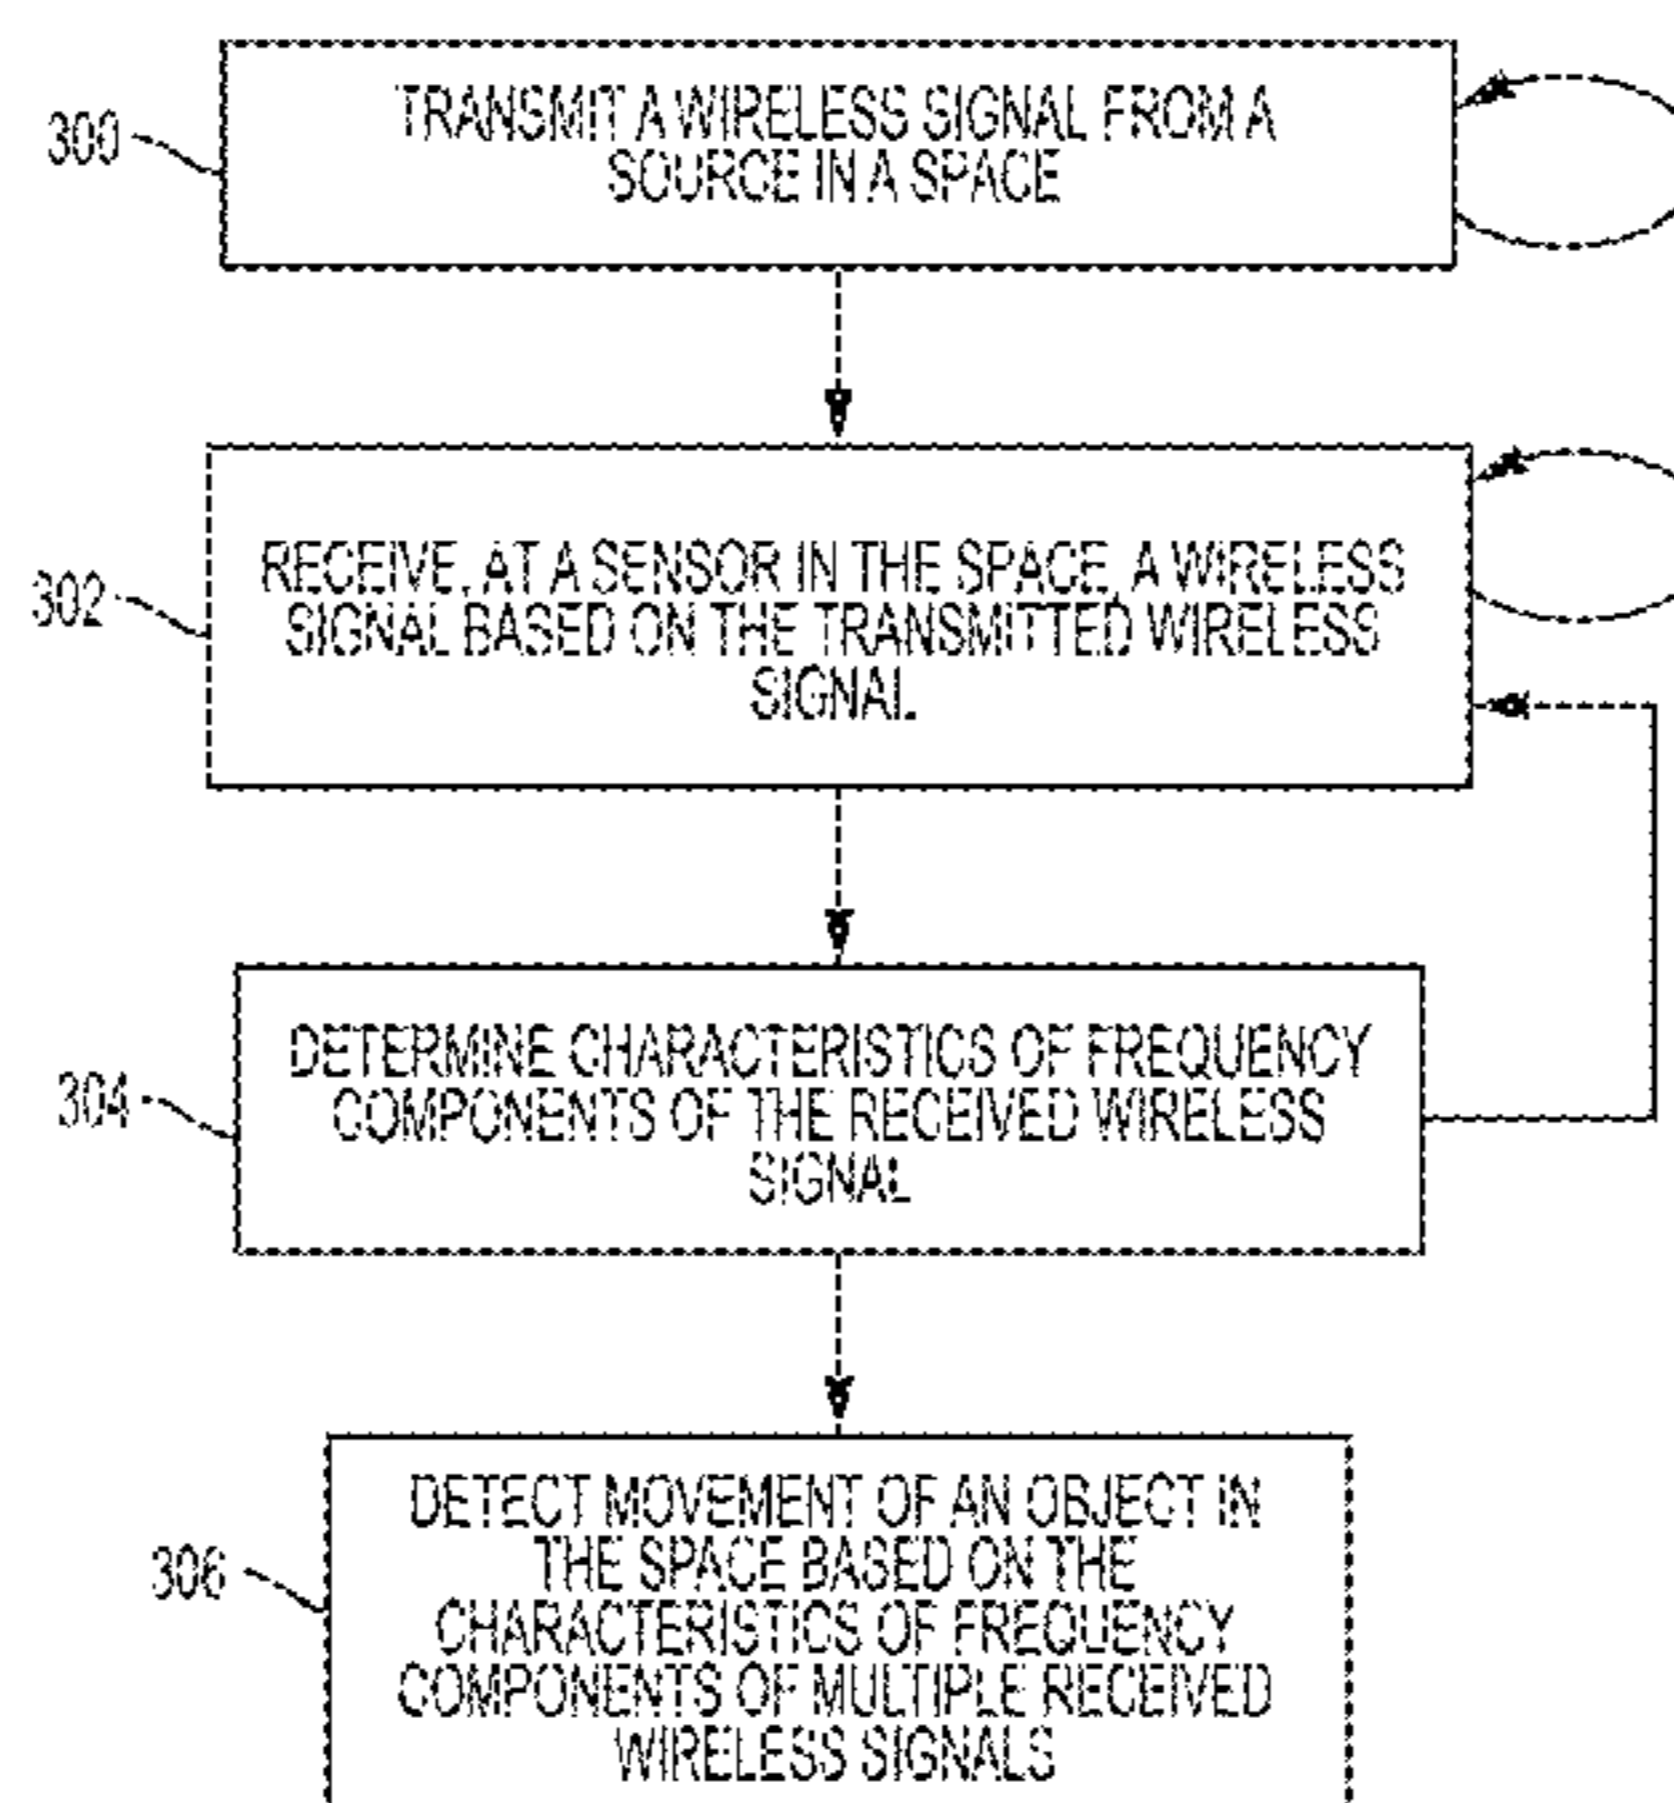 300
TRANSMIT A WIRELESS SIGNAL FROM A
SOURCE IN A SPACE
302
RECEIVE, AT A SENSOR IN THE SPACE, A WIRELESS
SIGNAL BASED ON THE TRANSMITTED WIRELESS
SIGNAL
304
DETERMINE CHARACTERISTICS OF FREQUENCY
COMPONENTS OF THE RECEIVED WIRELESS
SIGNAL
306
DETECT MOVEMENT OF AN OBJECT IN
THE SPACE BASED ON THE
CHARACTERISTICS OF FREQUENCY
COMPONENTS OF MULTIPLE RECEIVED
WIRELESS SIGNALS